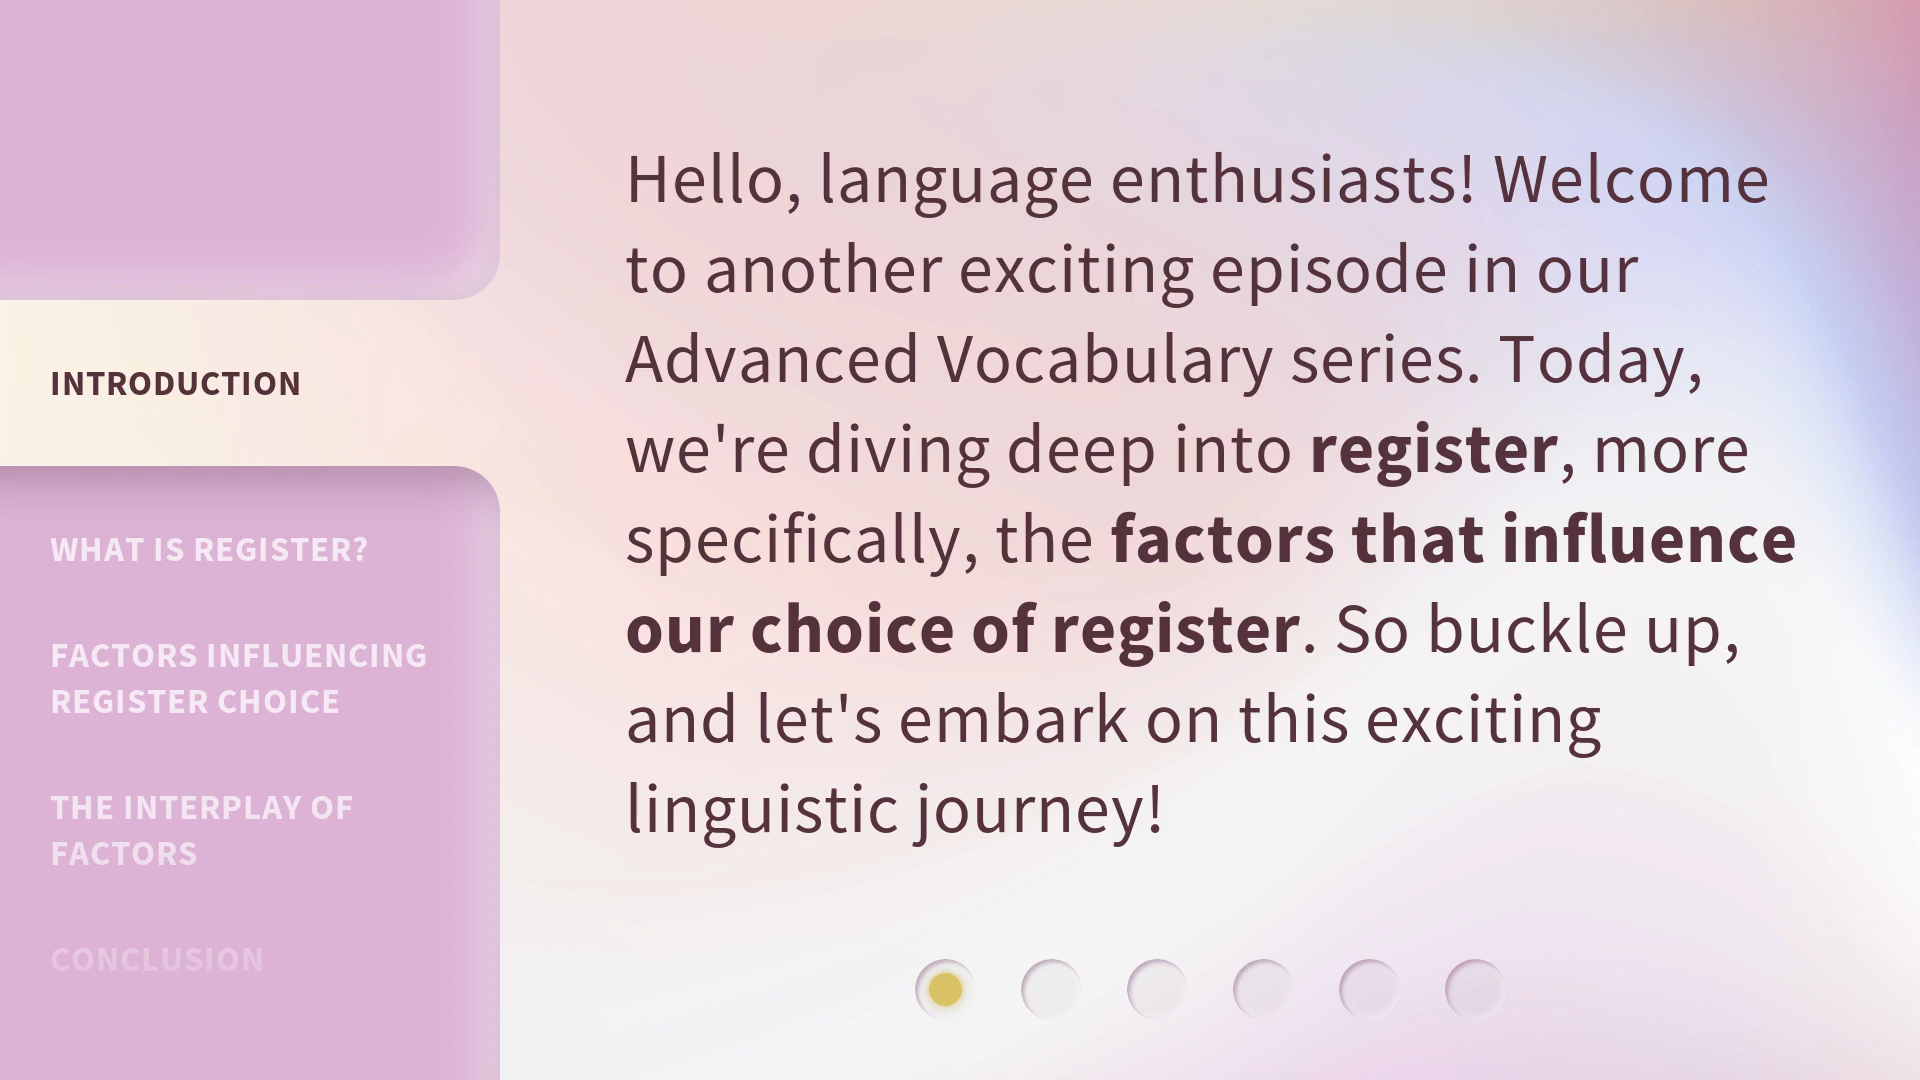 INTRODUCTION
WHAT IS REGISTER?
FACTORS INFLUENCING
REGISTER CHOICE
THE INTERPLAY OF
FACTORS
CONCLUSION
Hello, language enthusiasts! Welcome
to another exciting episode in our
Advanced Vocabulary series. Today,
we're diving deep into register, more
specifically, the factors that influence
our choice of register. So buckle up,
and let's embark on this exciting
linguistic journey!